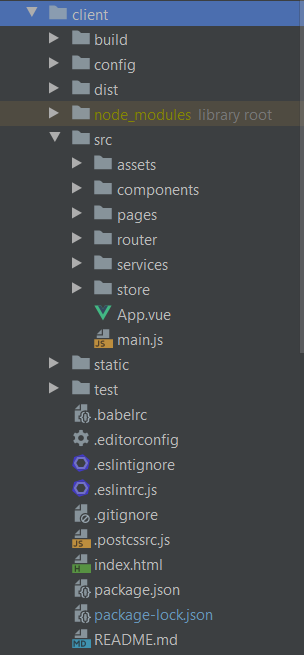 client
build
config
dist
node_modules library root
src
assets
components
pages
router
services
store
App.vue
main.js
static
test
.babelrc
.editorconfig
.eslintignore
.eslintrc.js
.gitignore
.postcssrc.js
index.html
package.json
package-lock.json
README.md